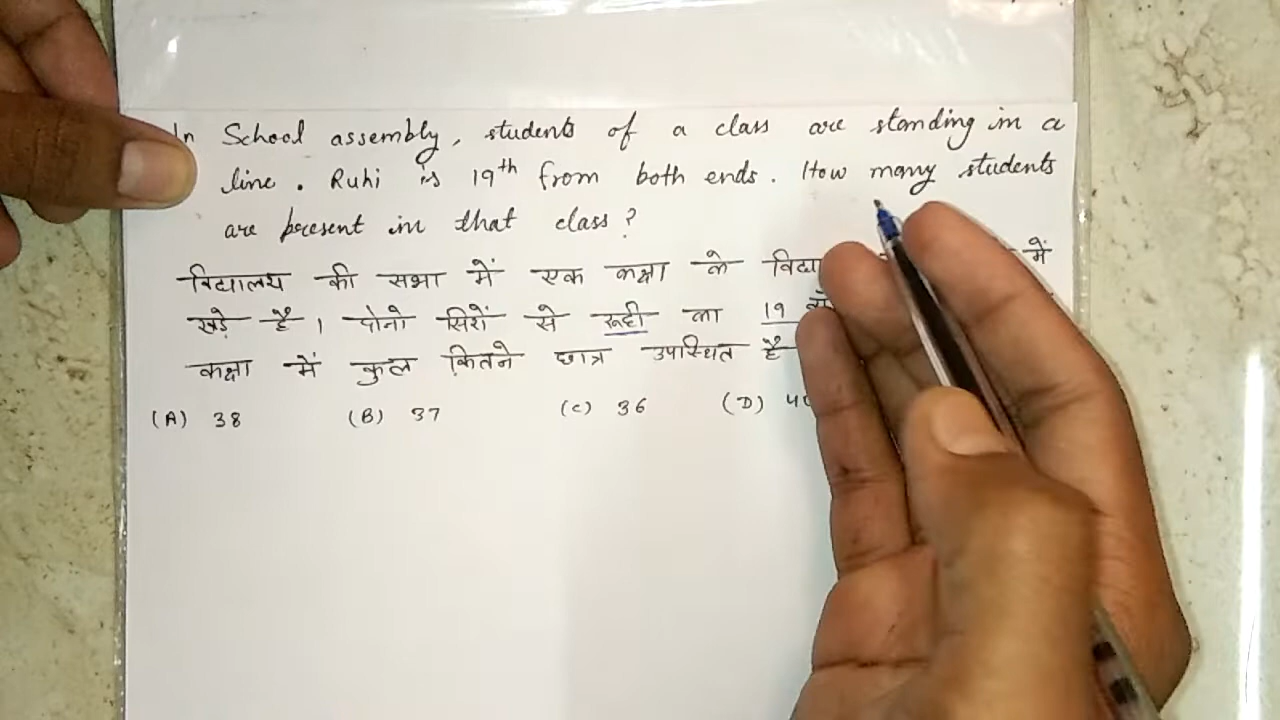 In School assembly, students of a class are standing in a
line. Ruhi is 19th from both ends. How many students
are present in that class?
विद्यालय की सभा में एक कक्षा के में
खड़े है। दोनो सिरों से रूही का 19
कक्षा में कुल कितने छात्र उपस्थित है
(A) 38 (B) 37 (C) 36 (D)